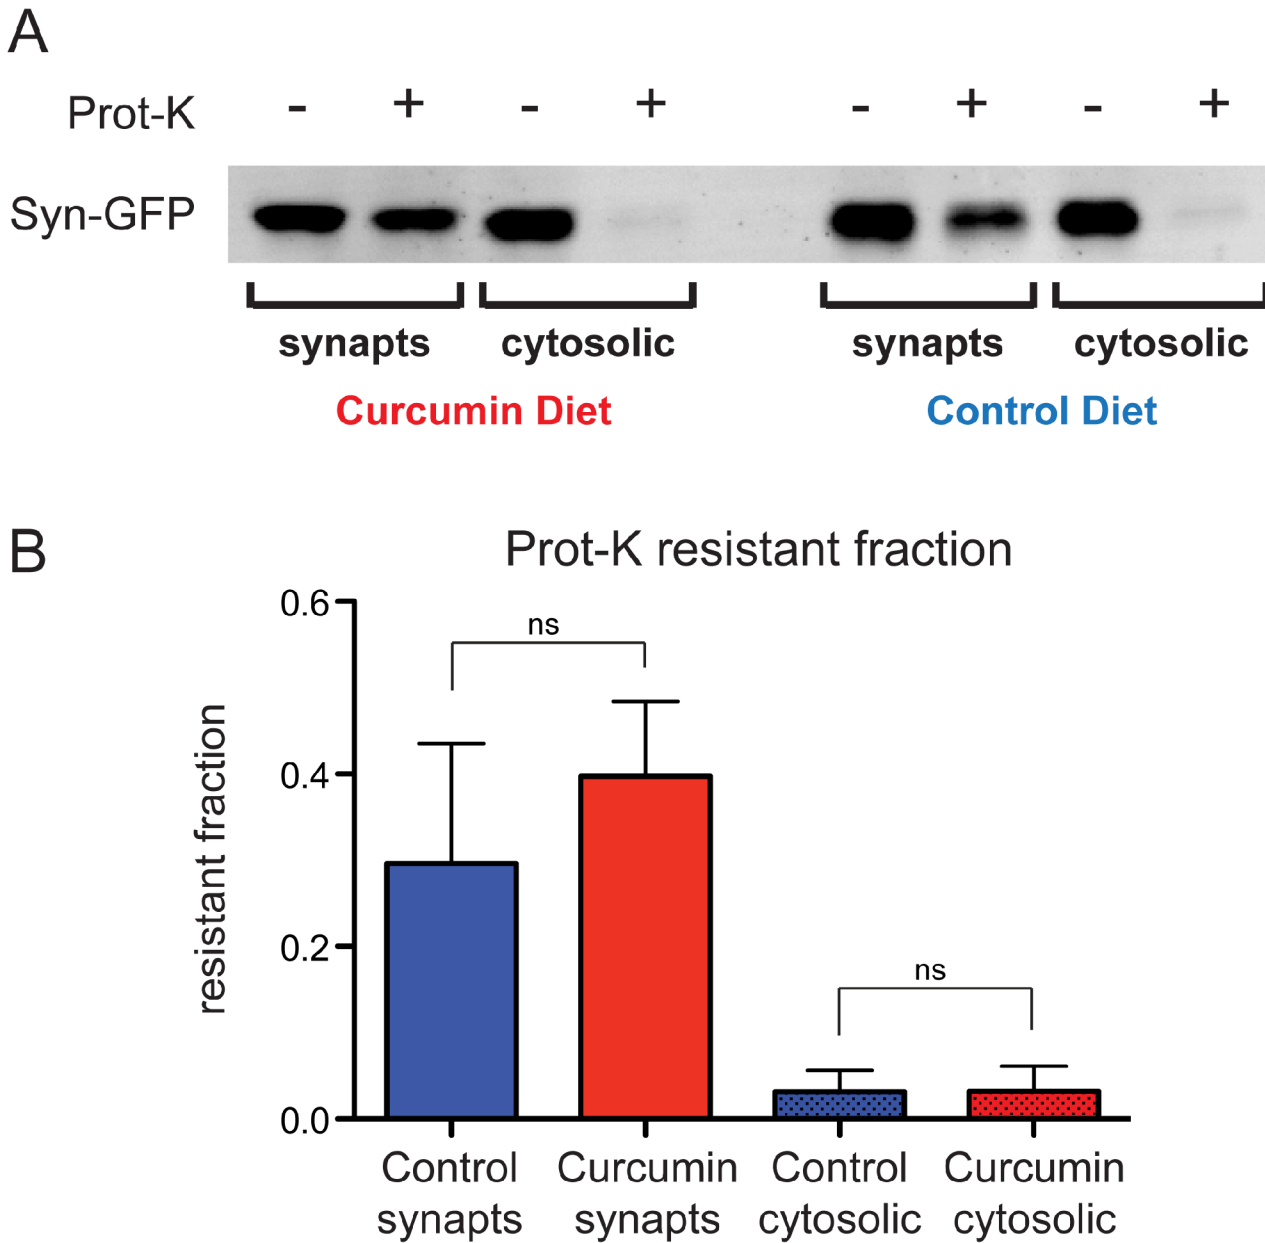 A
Prot-K - + - + - + - +
Syn-GFP
synapts cytosolic synapts cytosolic
Curcumin Diet Control Diet
B
Prot-K resistant fraction
0.6
0.4
0.2
0.0
resistant fraction
ns
ns
Control synapts
Curcumin synapts
Control cytosolic
Curcumin cytosolic